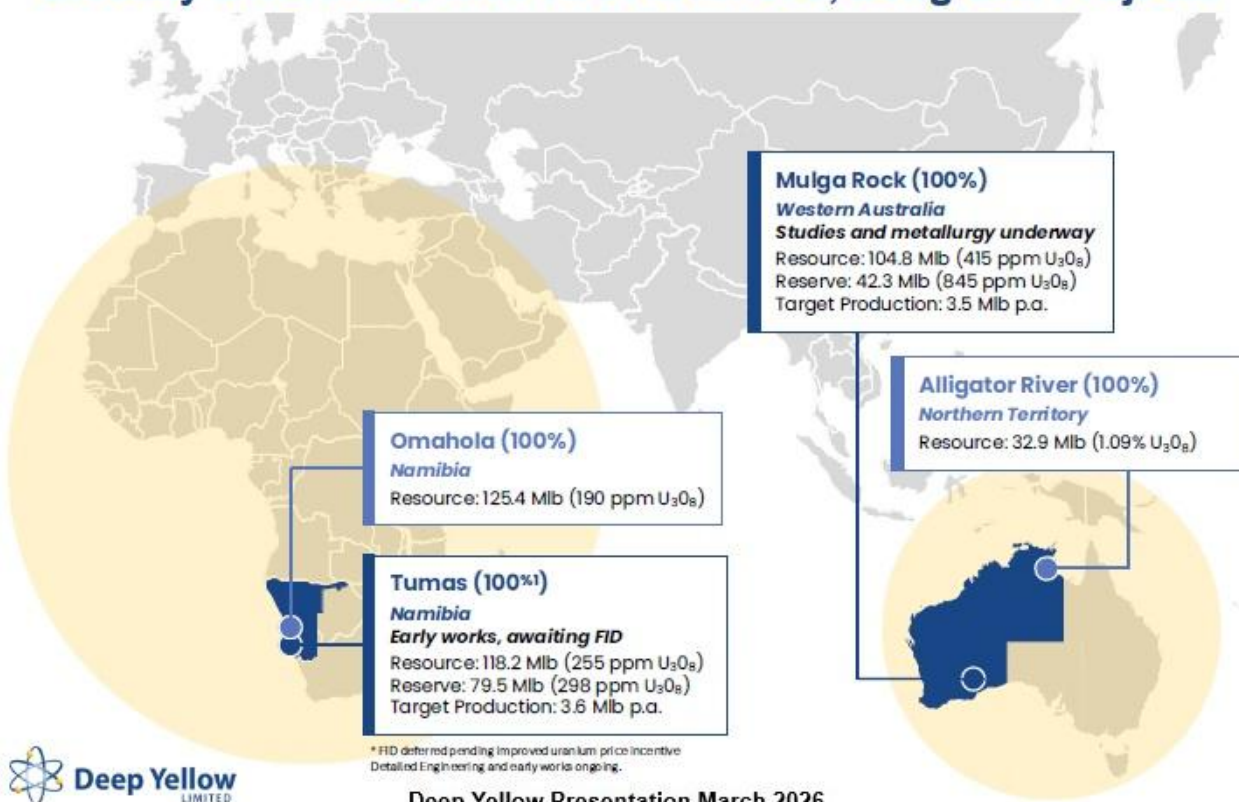 Mulga Rock (100%)
Western Australia
Studies and metallurgy underway
Resource: 104.8 Mlb (415 ppm U₃O₈)
Reserve: 42.3 Mlb (845 ppm U₃O₈)
Target Production: 3.5 Mlb p.a.
Alligator River (100%)
Northern Territory
Resource: 32.9 Mlb (1.09% U₃O₈)
Omahola (100%)
Namibia
Resource: 125.4 Mlb (190 ppm U₃O₈)
Tumas (100%¹)
Namibia
Early works, awaiting FID
Resource: 118.2 Mlb (255 ppm U₃O₈)
Reserve: 79.5 Mlb (298 ppm U₃O₈)
Target Production: 3.6 Mlb p.a.
* FID deferred pending improved uranium price incentive
Detailed Engineering and early works ongoing.
Deep Yellow
LIMITED
Deep Yellow Presentation March 2026